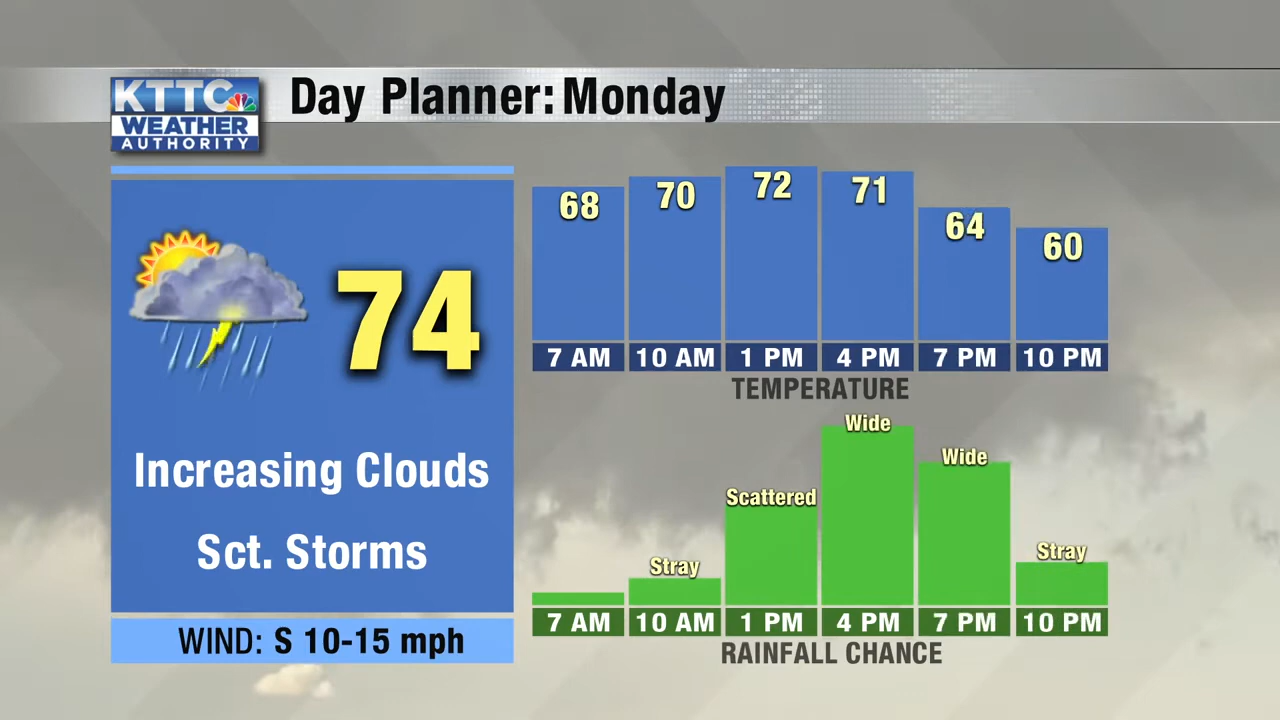 KTTC
WEATHER
AUTHORITY
Day Planner: Monday
74
Increasing Clouds
Sct. Storms
WIND: S 10-15 mph
68 70 72 71 64 60
7 AM 10 AM 1 PM 4 PM 7 PM 10 PM
TEMPERATURE
Stray Scattered Wide Wide Stray
7 AM 10 AM 1 PM 4 PM 7 PM 10 PM
RAINFALL CHANCE